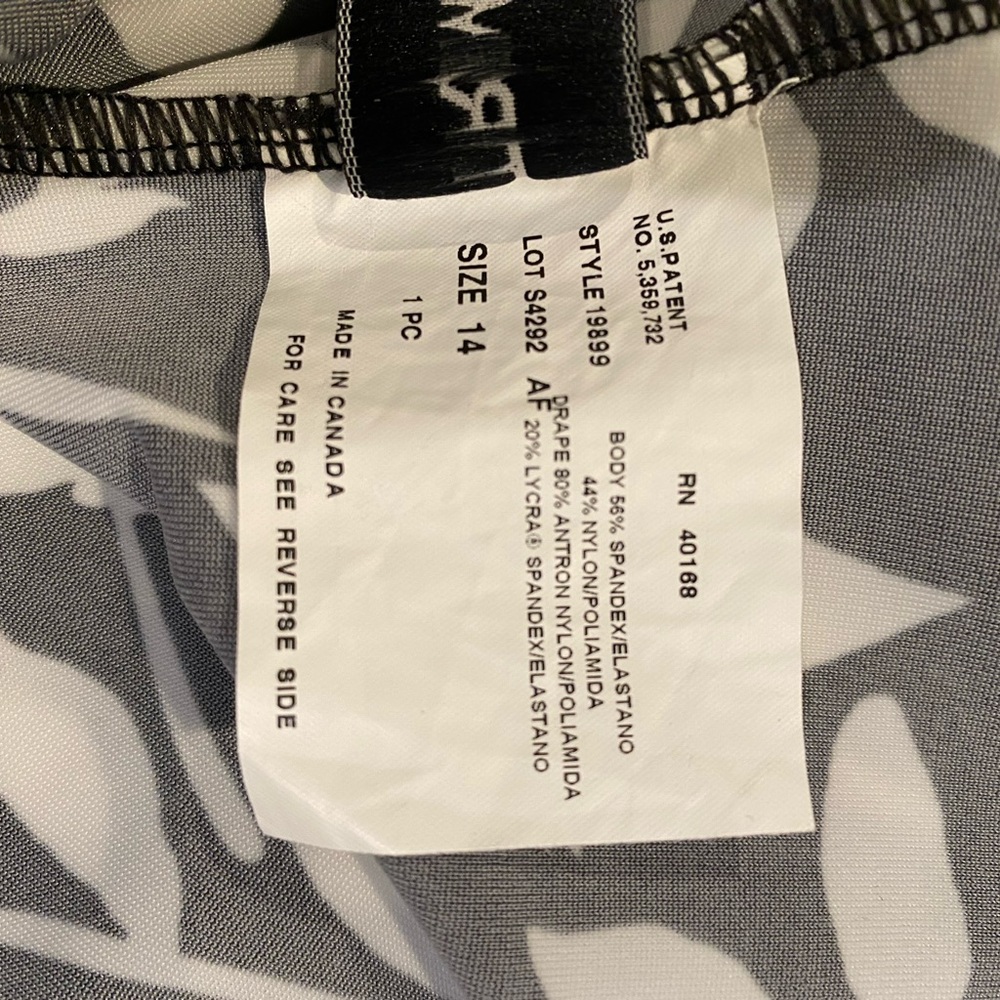 RN 40168
U.S.PATENT
NO. 5,359,732
BODY 56% SPANDEX/ELASTANO
44% NYLON/POLIAMIDA
STYLE 19899
DRAPE 80% ANTRON NYLON/POLIAMIDA
LOT S4292 AF 20% LYCRA® SPANDEX/ELASTANO
SIZE 14
1 PC
MADE IN CANADA
FOR CARE SEE REVERSE SIDE